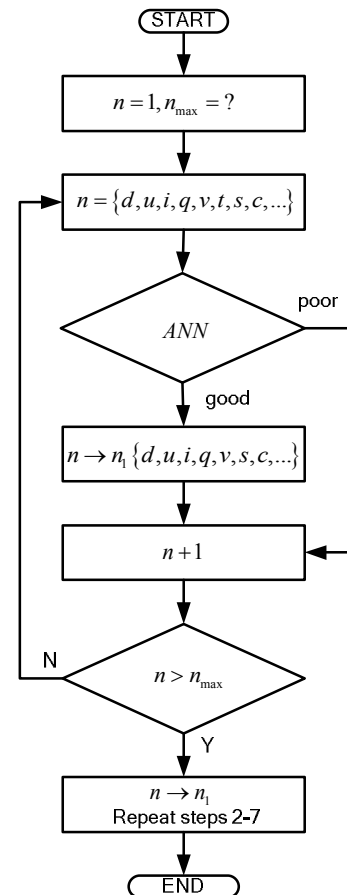 START
n = 1, n_max = ?
n = {d, u, i, q, v, t, s, c, ...}
ANN
poor
good
n → n_1 {d, u, i, q, v, s, c, ...}
n + 1
n > n_max
N
Y
n → n_1
Repeat steps 2-7
END